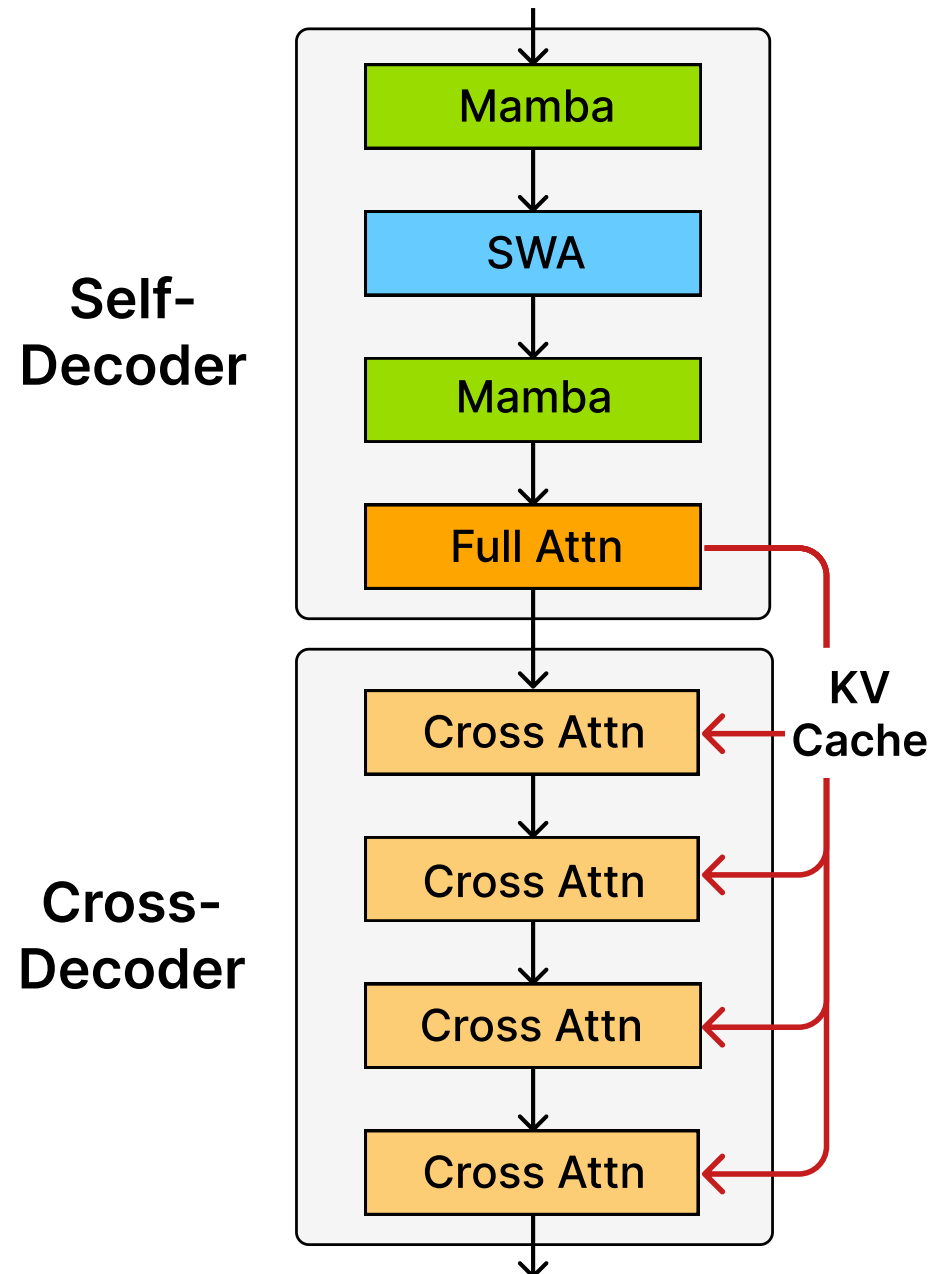 Mamba
SWA
Self-
Decoder
Mamba
Full Attn
KV
Cache
Cross Attn
Cross Attn
Cross-
Decoder
Cross Attn
Cross Attn